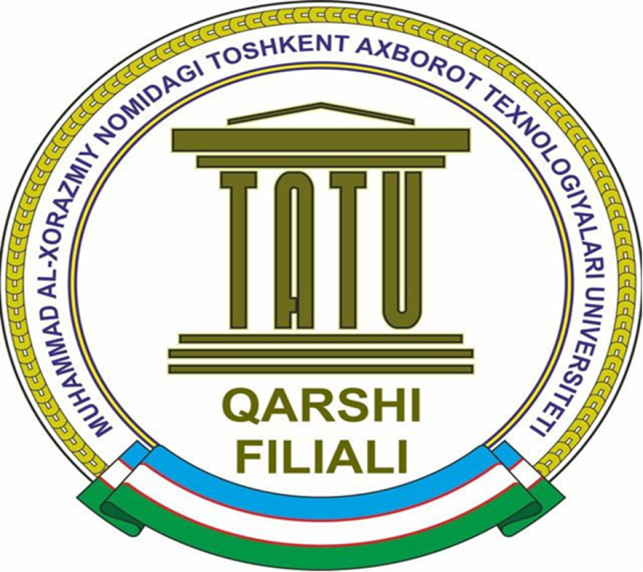 MUHAMMAD AL-XORAZMIY NOMIDAGI TOSHKENT AXBOROT TEXNOLOGIYALARI UNIVERSITETI
TATU
QARSHI
FILIALI